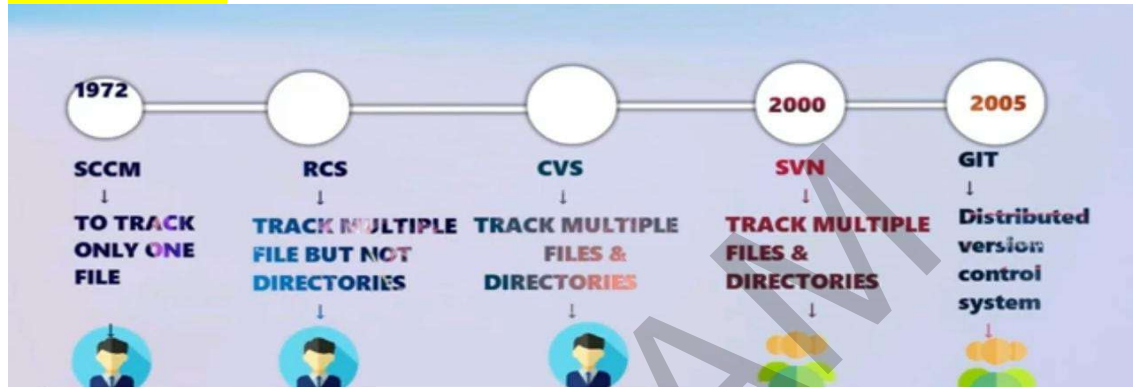 1972
2000
2005
SCCM
RCS
CVS
SVN
GIT
↓
↓
↓
↓
↓
TO TRACK
ONLY ONE
FILE
TRACK MULTIPLE
FILE BUT NOT
DIRECTORIES
TRACK MULTIPLE
FILES &
DIRECTORIES
TRACK MULTIPLE
FILES &
DIRECTORIES
Distributed
version
control
system
↓
↓
↓
↓
↓